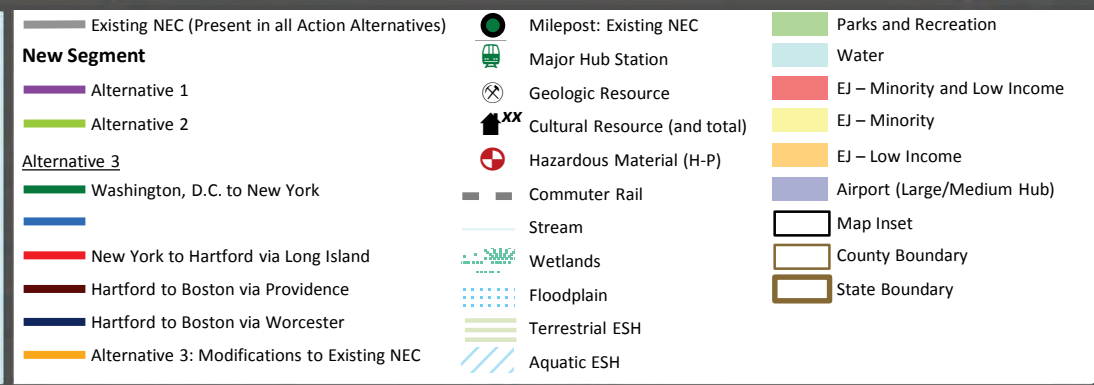 Existing NEC (Present in all Action Alternatives)
New Segment
Alternative 1
Alternative 2
Alternative 3
Washington, D.C. to New York
New York to Hartford via Long Island
Hartford to Boston via Providence
Hartford to Boston via Worcester
Alternative 3: Modifications to Existing NEC
Milepost: Existing NEC
Major Hub Station
Geologic Resource
XX Cultural Resource (and total)
Hazardous Material (H-P)
Commuter Rail
Stream
Wetlands
Floodplain
Terrestrial ESH
Aquatic ESH
Parks and Recreation
Water
EJ – Minority and Low Income
EJ – Minority
EJ – Low Income
Airport (Large/Medium Hub)
Map Inset
County Boundary
State Boundary